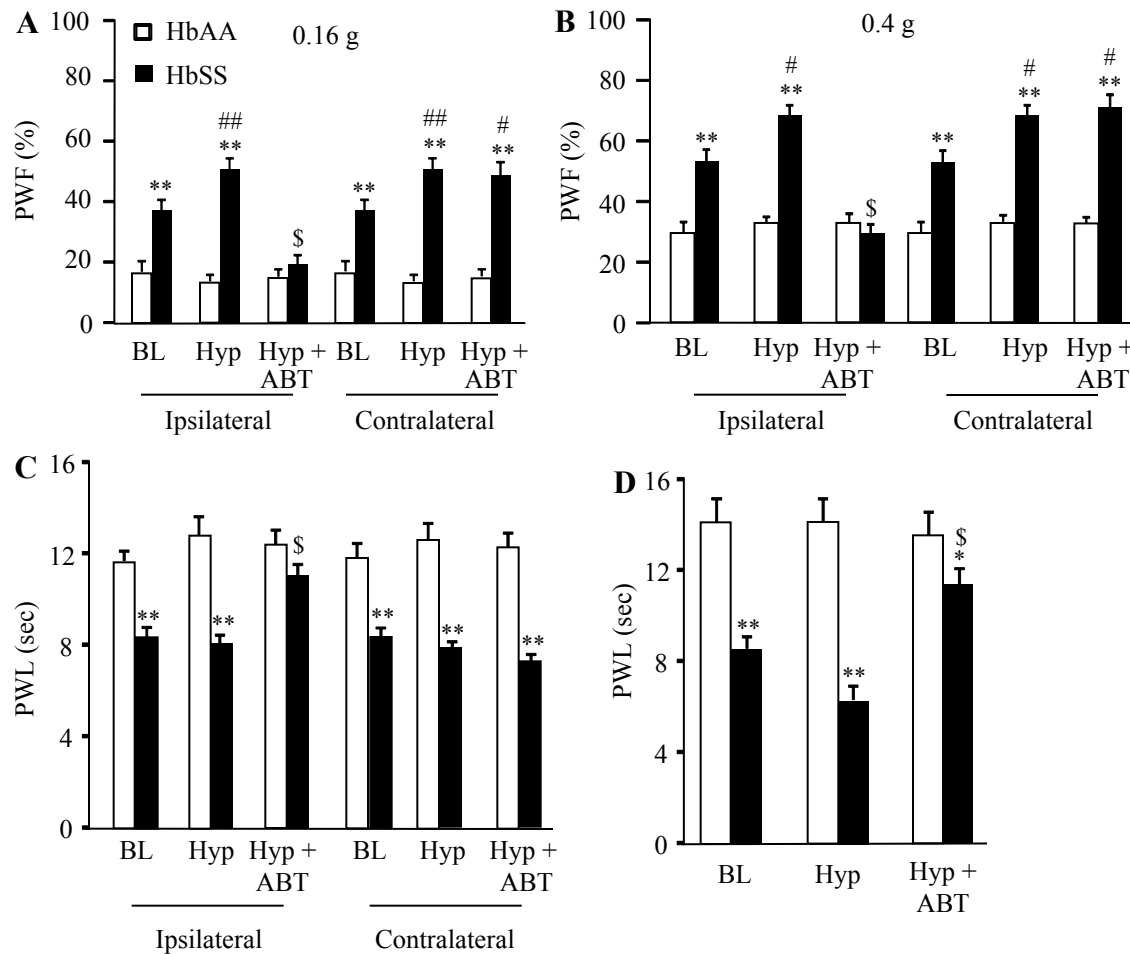 A
HbAA
HbSS
0.16 g
PWF (%)
100
80
60
40
20
0
**
##
**
$
**
##
**
#
**
BL
Hyp
Hyp +
ABT
BL
Hyp
Hyp +
ABT
Ipsilateral
Contralateral
B
0.4 g
PWF (%)
100
80
60
40
20
0
**
#
**
$
**
#
**
#
**
BL
Hyp
Hyp +
ABT
BL
Hyp
Hyp +
ABT
Ipsilateral
Contralateral
C
PWL (sec)
16
12
8
4
0
**
**
$
**
**
**
BL
Hyp
Hyp +
ABT
BL
Hyp
Hyp +
ABT
Ipsilateral
Contralateral
D
PWL (sec)
16
12
8
4
0
**
**
$
*
BL
Hyp
Hyp +
ABT